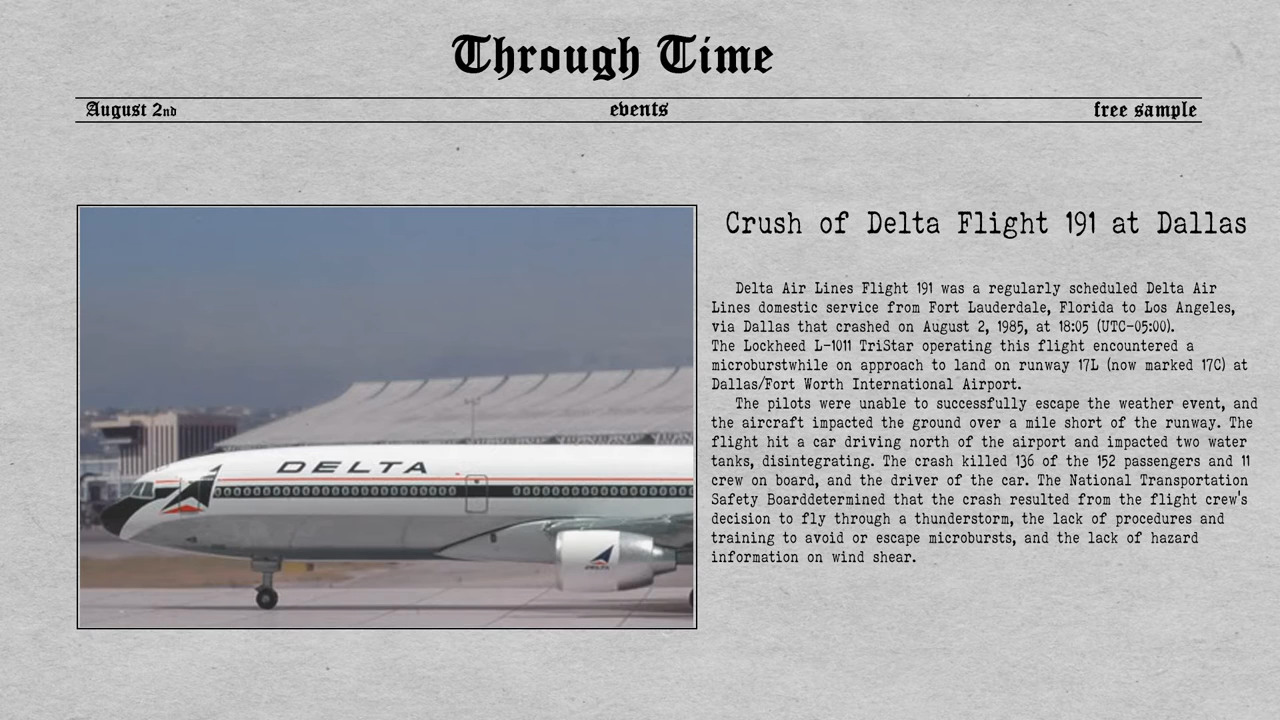 Through Time
August 2nd events free sample
Crush of Delta Flight 191 at Dallas
Delta Air Lines Flight 191 was a regularly scheduled Delta Air
Lines domestic service from Fort Lauderdale, Florida to Los Angeles,
via Dallas that crashed on August 2, 1985, at 18:05 (UTC-05:00).
The Lockheed L-1011 TriStar operating this flight encountered a
microburstwhile on approach to land on runway 17L (now marked 17C) at
Dallas/Fort Worth International Airport.
The pilots were unable to successfully escape the weather event, and
the aircraft impacted the ground over a mile short of the runway. The
flight hit a car driving north of the airport and impacted two water
tanks, disintegrating. The crash killed 136 of the 152 passengers and 11
crew on board, and the driver of the car. The National Transportation
Safety Boarddetermined that the crash resulted from the flight crew's
decision to fly through a thunderstorm, the lack of procedures and
training to avoid or escape microbursts, and the lack of hazard
information on wind shear.
DELTA
DELTA